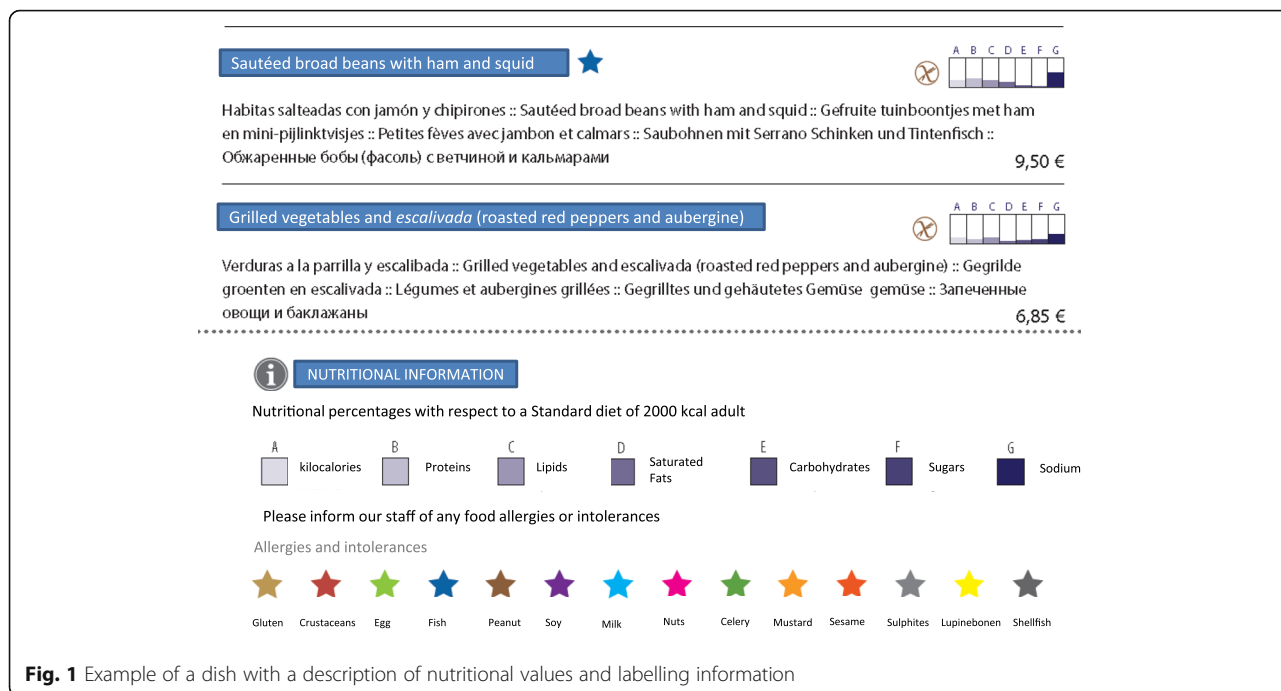 Sautéed broad beans with ham and squid
A B C D E F G
Habitas salteadas con jamón y chipirones :: Sautéed broad beans with ham and squid :: Gefruite tuinboontjes met ham
en mini-pijlinktvisjes :: Petites fèves avec jambon et calmars :: Saubohnen mit Serrano Schinken und Tintenfisch ::
Обжаренные бобы (фасоль) с ветчиной и кальмарами
9,50 €
Grilled vegetables and escalivada (roasted red peppers and aubergine)
A B C D E F G
Verduras a la parrilla y escalibada :: Grilled vegetables and escalivada (roasted red peppers and aubergine) :: Gegrilde
groenten en escalivada :: Légumes et aubergines grillées :: Gegrilltes und gehäutetes Gemüse gemüse :: Запеченные
овощи и баклажаны
6,85 €
i NUTRITIONAL INFORMATION
Nutritional percentages with respect to a Standard diet of 2000 kcal adult
A B C D E F G
kilocalories Proteins Lipids Saturated Fats Carbohydrates Sugars Sodium
Please inform our staff of any food allergies or intolerances
Allergies and intolerances
Gluten Crustaceans Egg Fish Peanut Soy Milk Nuts Celery Mustard Sesame Sulphites Lupinebonen Shellfish
Fig. 1 Example of a dish with a description of nutritional values and labelling information